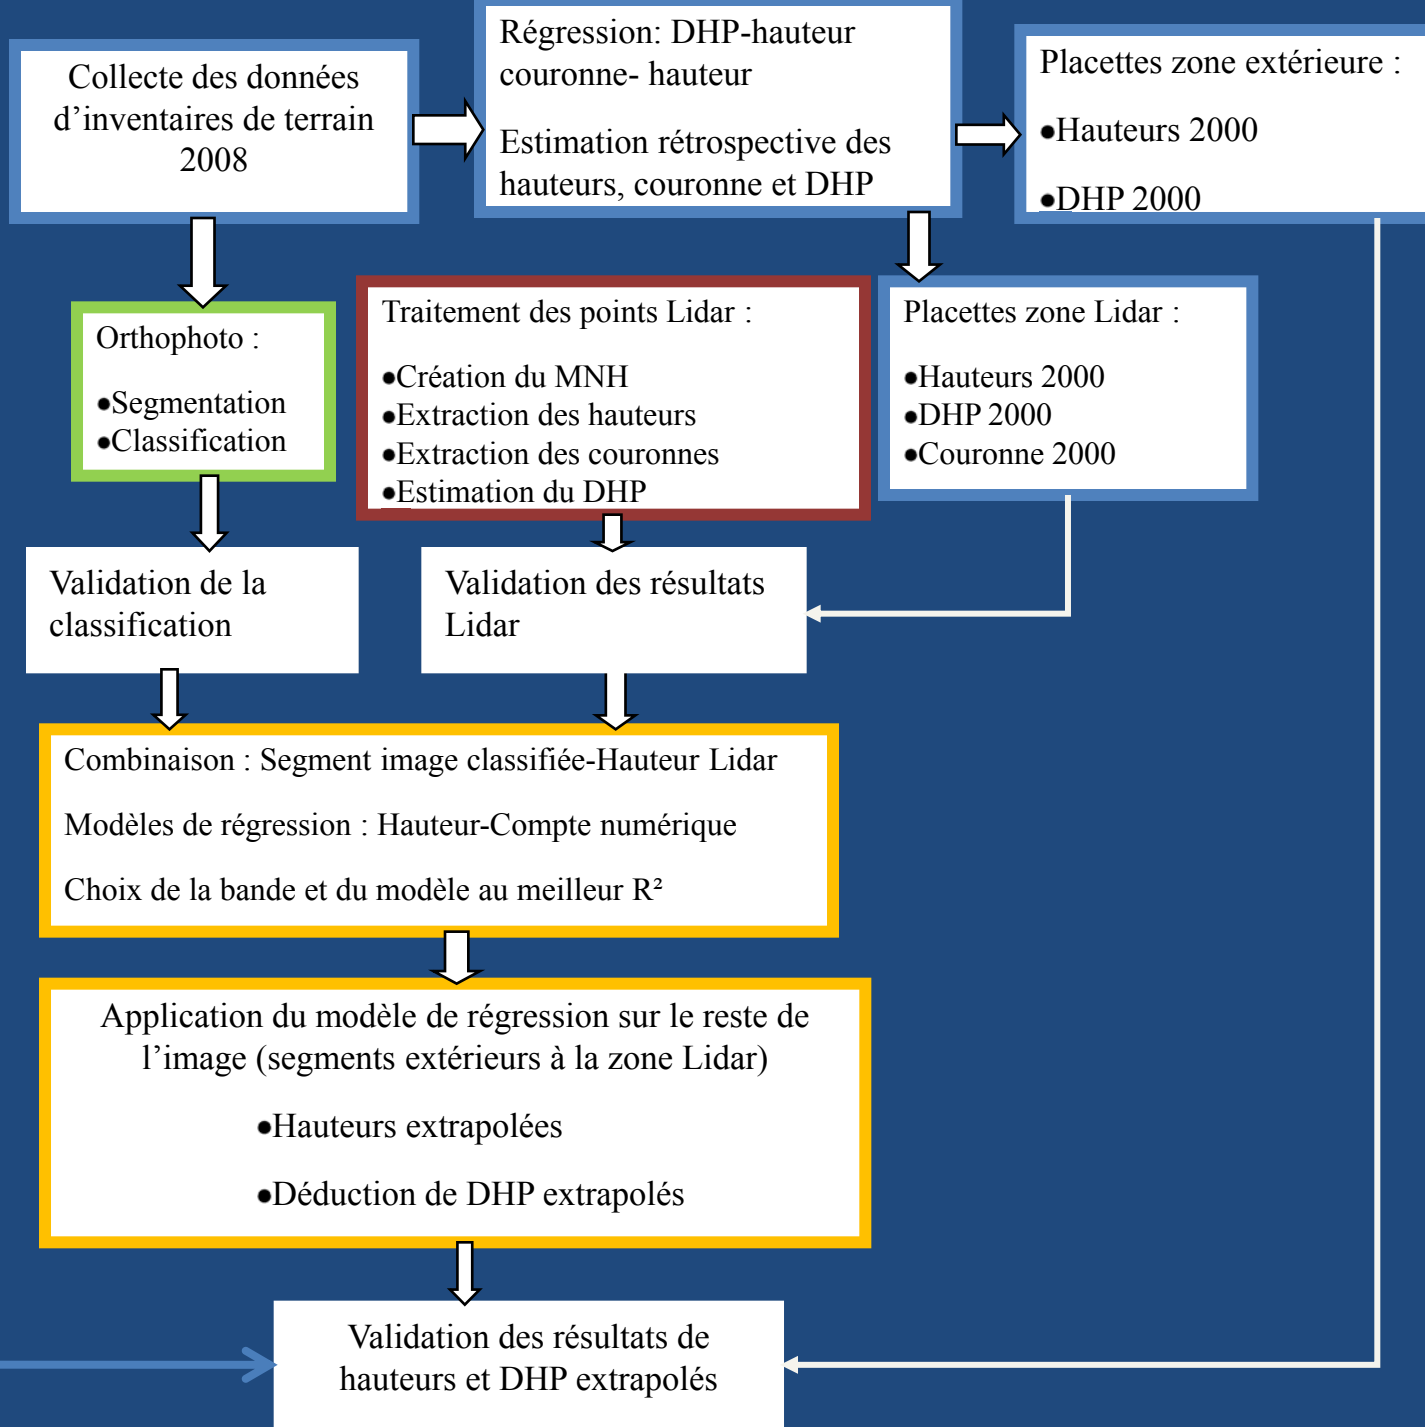 Collecte des données
d’inventaires de terrain
2008
Régression: DHP-hauteur
couronne- hauteur
Estimation rétrospective des
hauteurs, couronne et DHP
Placettes zone extérieure :
●Hauteurs 2000
●DHP 2000
Orthophoto :
●Segmentation
●Classification
Traitement des points Lidar :
●Création du MNH
●Extraction des hauteurs
●Extraction des couronnes
●Estimation du DHP
Placettes zone Lidar :
●Hauteurs 2000
●DHP 2000
●Couronne 2000
Validation de la
classification
Validation des résultats
Lidar
Combinaison : Segment image classifiée-Hauteur Lidar
Modèles de régression : Hauteur-Compte numérique
Choix de la bande et du modèle au meilleur R²
Application du modèle de régression sur le reste de
l’image (segments extérieurs à la zone Lidar)
●Hauteurs extrapolées
●Déduction de DHP extrapolés
Validation des résultats de
hauteurs et DHP extrapolés